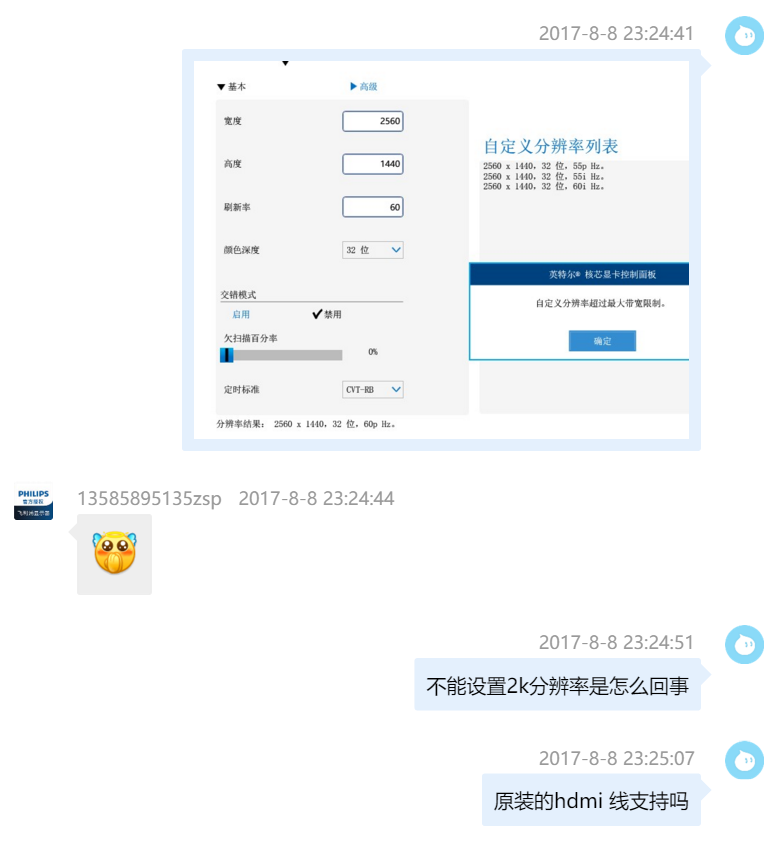 2017-8-8 23:24:41
基本
高级
宽度
2560
高度
1440
刷新率
60
颜色深度
32 位
交错模式
启用
禁用
欠扫描百分率
0%
定时标准
CVT-RB
分辨率结果： 2560 x 1440，32 位，60p Hz。
自定义分辨率列表
2560 x 1440，32 位，55p Hz。
2560 x 1440，32 位，55i Hz。
2560 x 1440，32 位，60i Hz。
英特尔® 核芯显卡控制面板
自定义分辨率超过最大带宽限制。
确定
PHILIPS
13585895135zsp 2017-8-8 23:24:44
2017-8-8 23:24:51
不能设置2k分辨率是怎么回事
2017-8-8 23:25:07
原装的hdmi 线支持吗